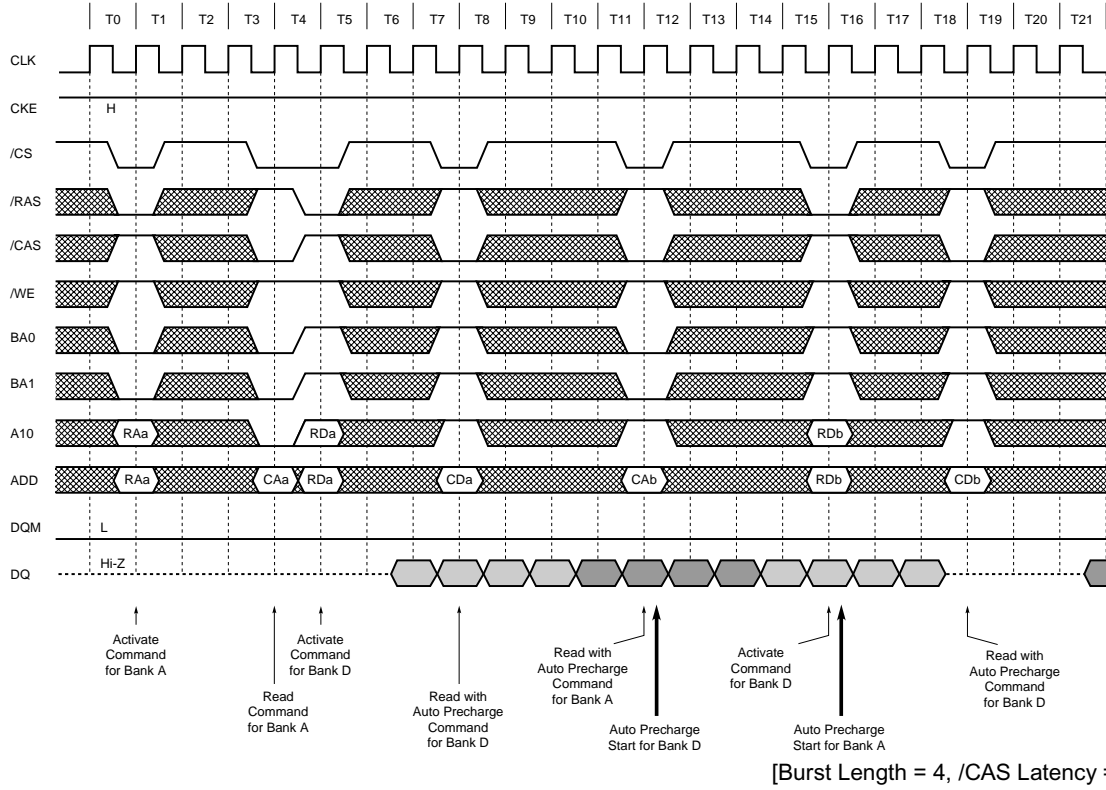 T0 T1 T2 T3 T4 T5 T6 T7 T8 T9 T10 T11 T12 T13 T14 T15 T16 T17 T18 T19 T20 T21
CLK
CKE H
/CS
/RAS
/CAS
/WE
BA0
BA1
A10 RAa RDa RDb
ADD RAa CAa RDa CDa CAb RDb CDb
DQM L
DQ Hi-Z
Activate
Command
for Bank A
Read
Command
for Bank A
Activate
Command
for Bank D
Read with
Auto Precharge
Command
for Bank D
Read with
Auto Precharge
Command
for Bank A
Auto Precharge
Start for Bank D
Activate
Command
for Bank D
Auto Precharge
Start for Bank A
Read with
Auto Precharge
Command
for Bank D
[Burst Length = 4, /CAS Latency =